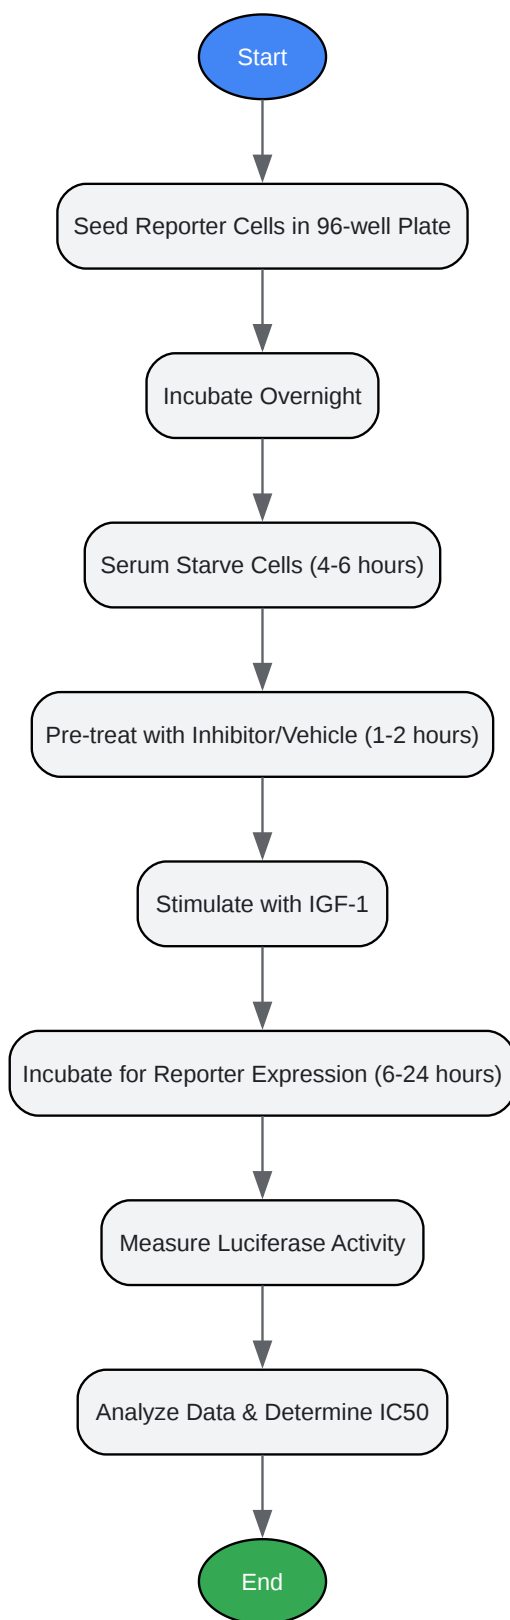 Start
Seed Reporter Cells in 96-well Plate
Incubate Overnight
Serum Starve Cells (4-6 hours)
Pre-treat with Inhibitor/Vehicle (1-2 hours)
Stimulate with IGF-1
Incubate for Reporter Expression (6-24 hours)
Measure Luciferase Activity
Analyze Data & Determine IC50
End